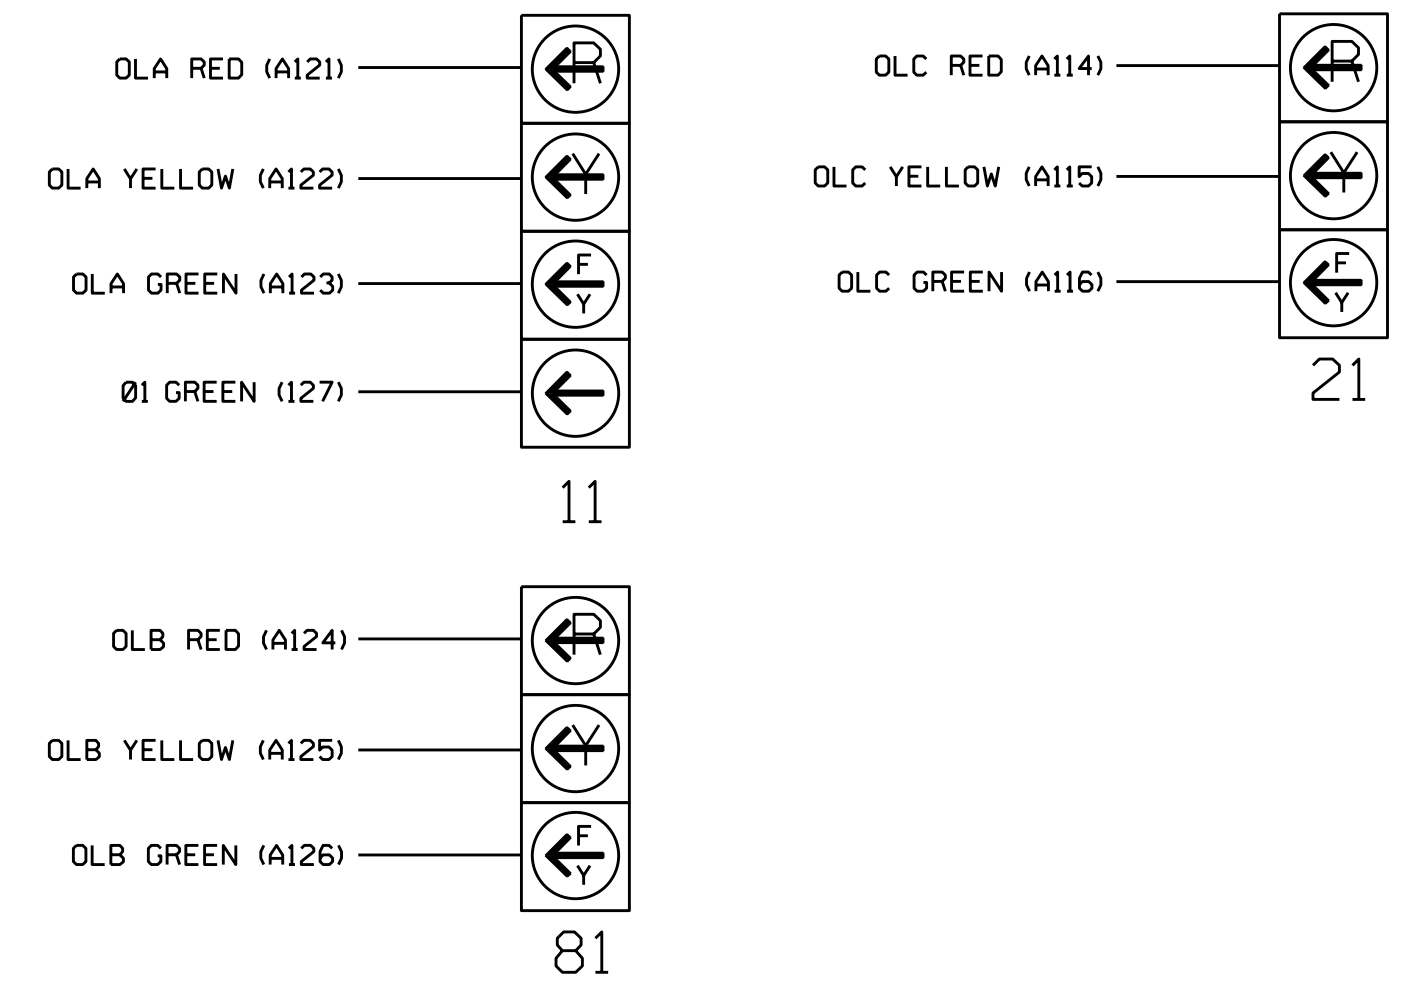 OLA RED (A121)
R
OLA YELLOW (A122)
Y
OLA GREEN (A123)
F
Y
Ø1 GREEN (127)
11
OLC RED (A114)
R
OLC YELLOW (A115)
Y
OLC GREEN (A116)
F
Y
21
OLB RED (A124)
R
OLB YELLOW (A125)
Y
OLB GREEN (A126)
F
Y
81